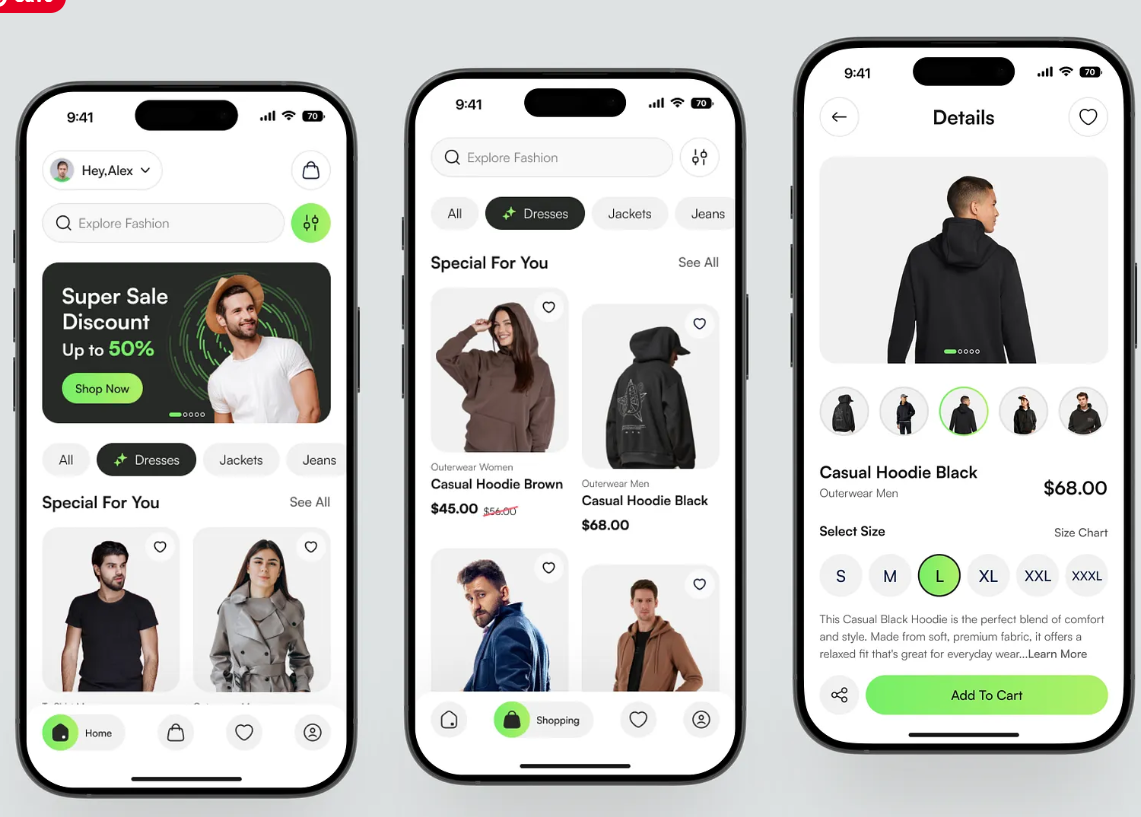 Save
9:41
70
Hey,Alex
Explore Fashion
Super Sale
Discount
Up to 50%
Shop Now
All
Dresses
Jackets
Jeans
Special For You
See All
Home
9:41
70
Explore Fashion
All
Dresses
Jackets
Jeans
Special For You
See All
Outerwear Women
Casual Hoodie Brown
$45.00 $56.00
Outerwear Men
Casual Hoodie Black
$68.00
Shopping
9:41
70
Details
Casual Hoodie Black
Outerwear Men
$68.00
Select Size
Size Chart
S
M
L
XL
XXL
XXXL
This Casual Black Hoodie is the perfect blend of comfort
and style. Made from soft, premium fabric, it offers a
relaxed fit that's great for everyday wear...Learn More
Add To Cart